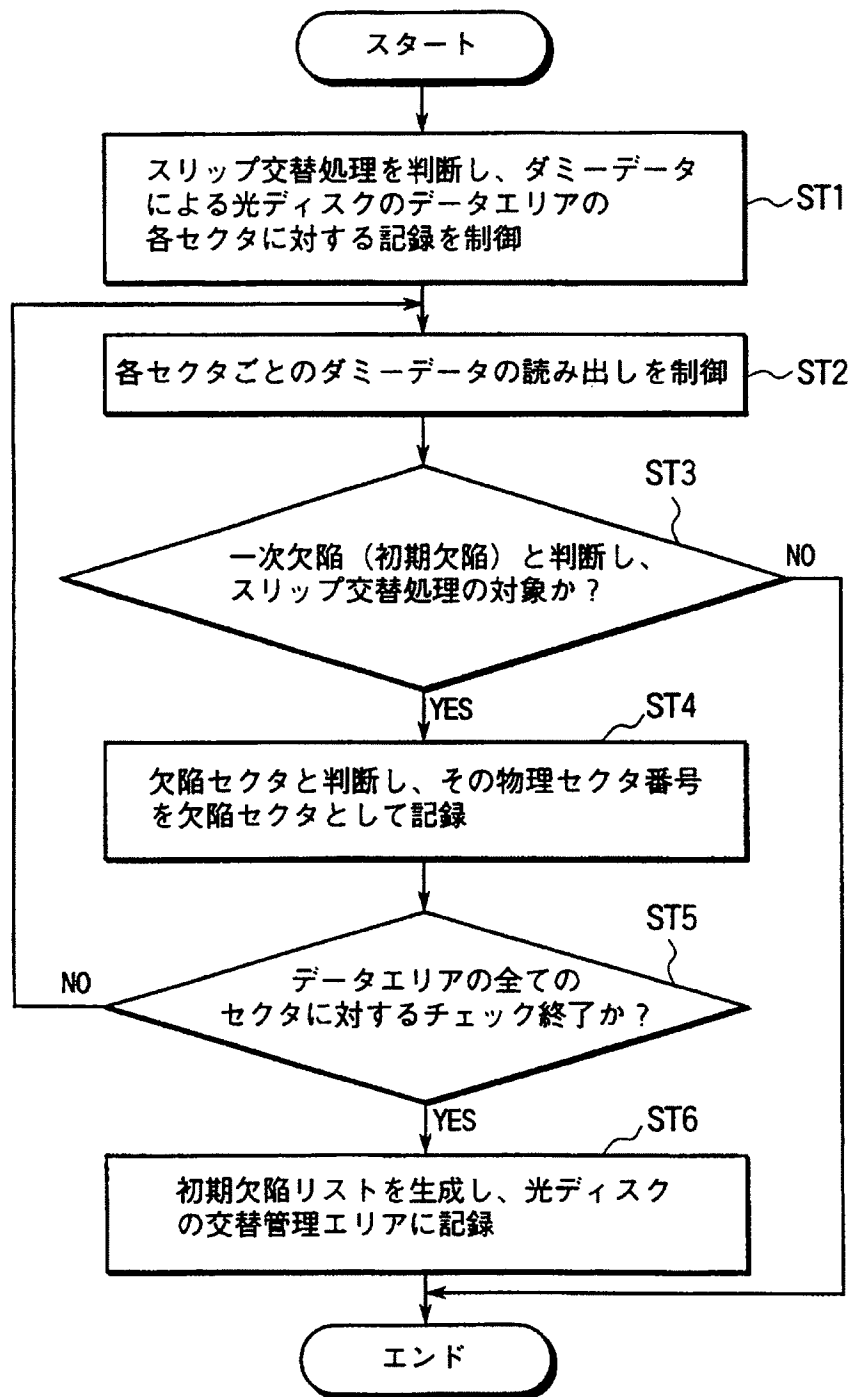 スタート
スリップ交替処理を判断し、ダミーデータ
による光ディスクのデータエリアの
各セクタに対する記録を制御
ST1
各セクタごとのダミーデータの読み出しを制御
ST2
ST3
一次欠陥（初期欠陥）と判断し、
スリップ交替処理の対象か？
NO
YES
ST4
欠陥セクタと判断し、その物理セクタ番号
を欠陥セクタとして記録
ST5
データエリアの全ての
セクタに対するチェック終了か？
NO
YES
ST6
初期欠陥リストを生成し、光ディスク
の交替管理エリアに記録
エンド